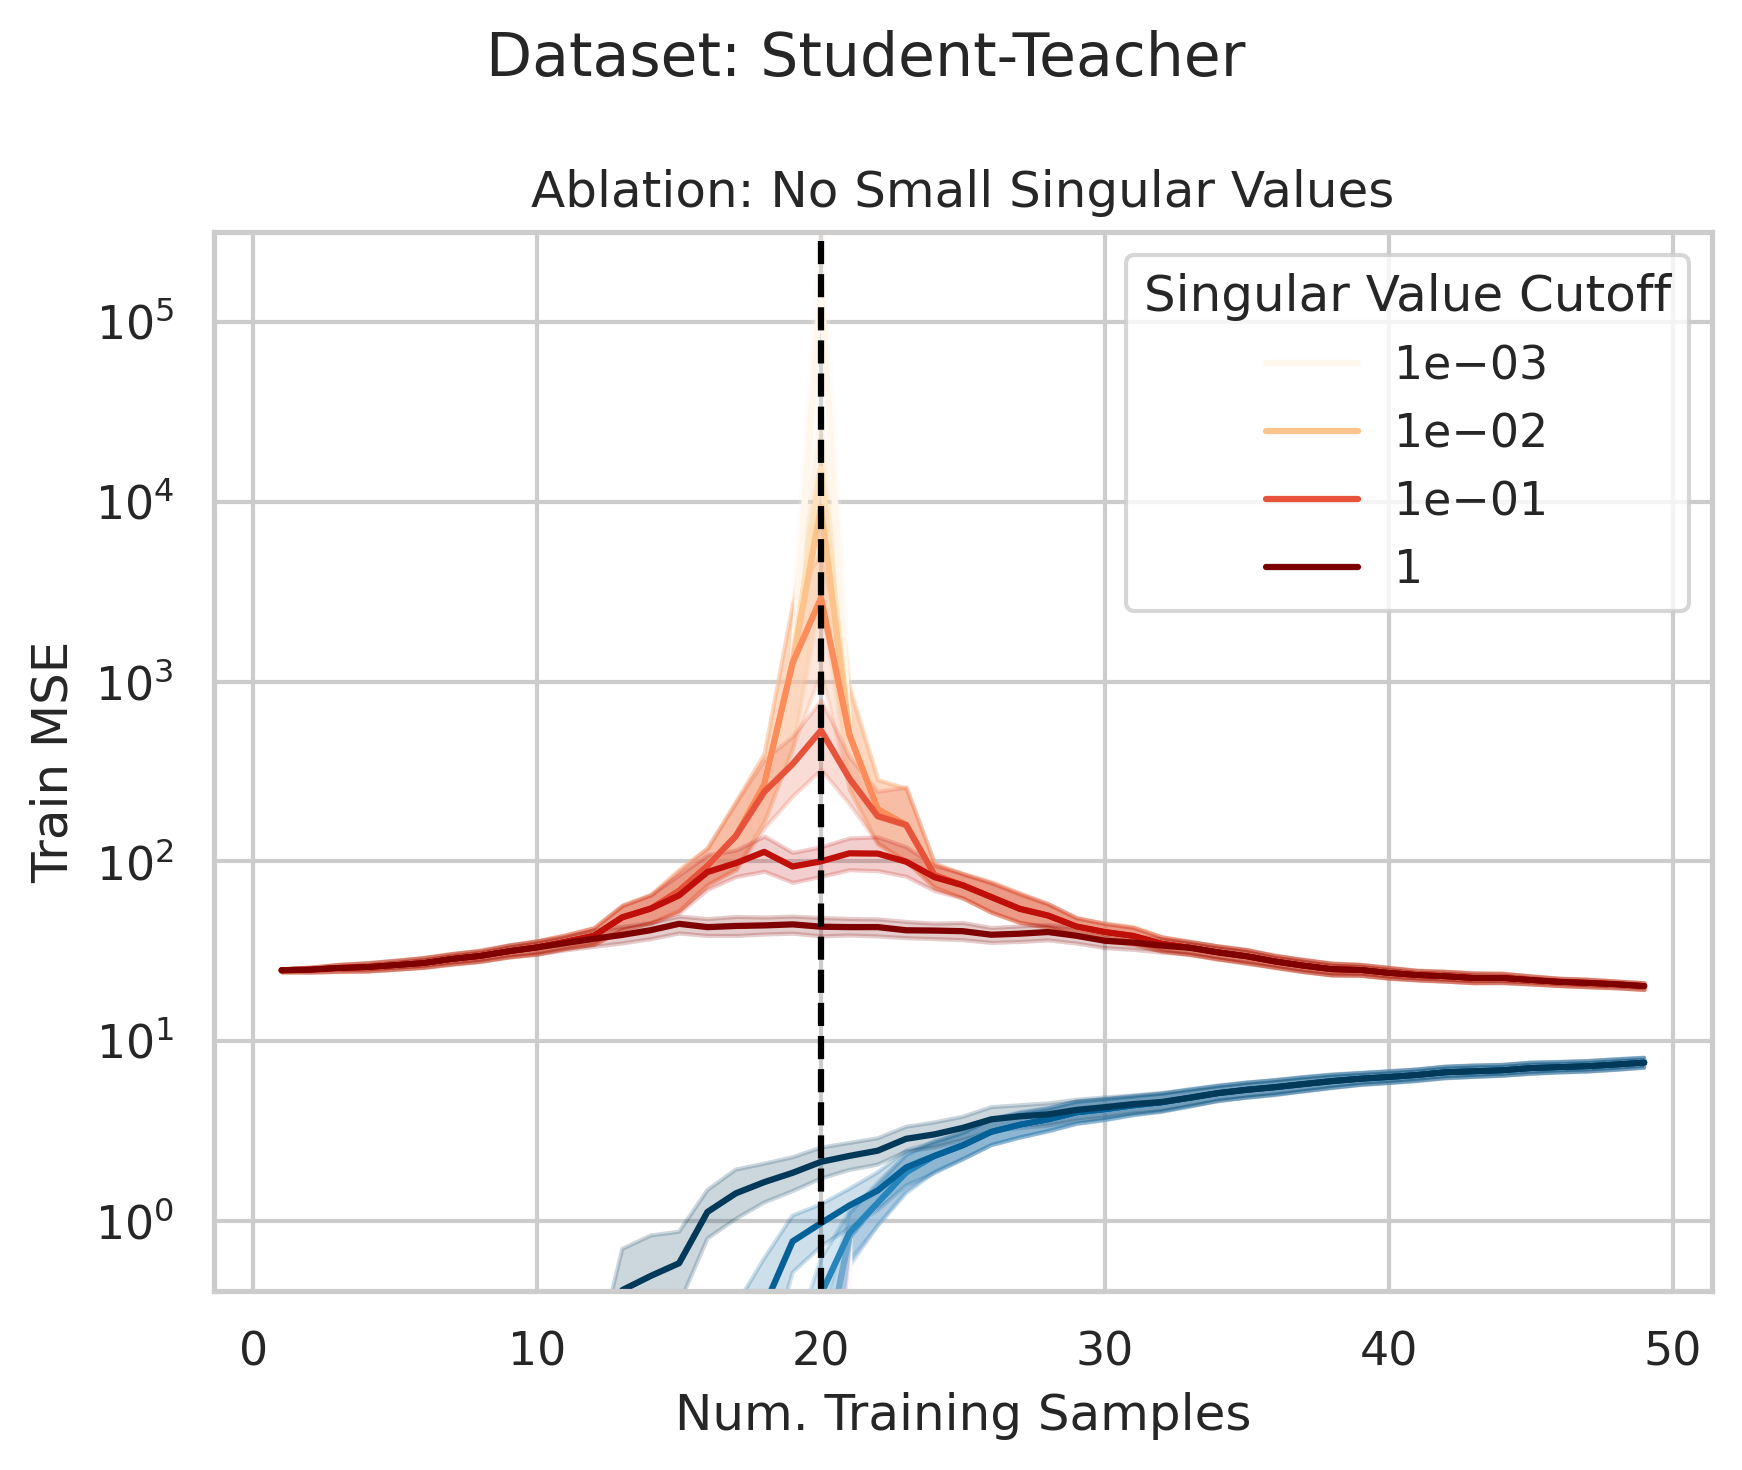 Dataset: Student-Teacher
Ablation: No Small Singular Values
Singular Value Cutoff
1e−03
1e−02
1e−01
1
Train MSE
10^5
10^4
10^3
10^2
10^1
10^0
0 10 20 30 40 50
Num. Training Samples